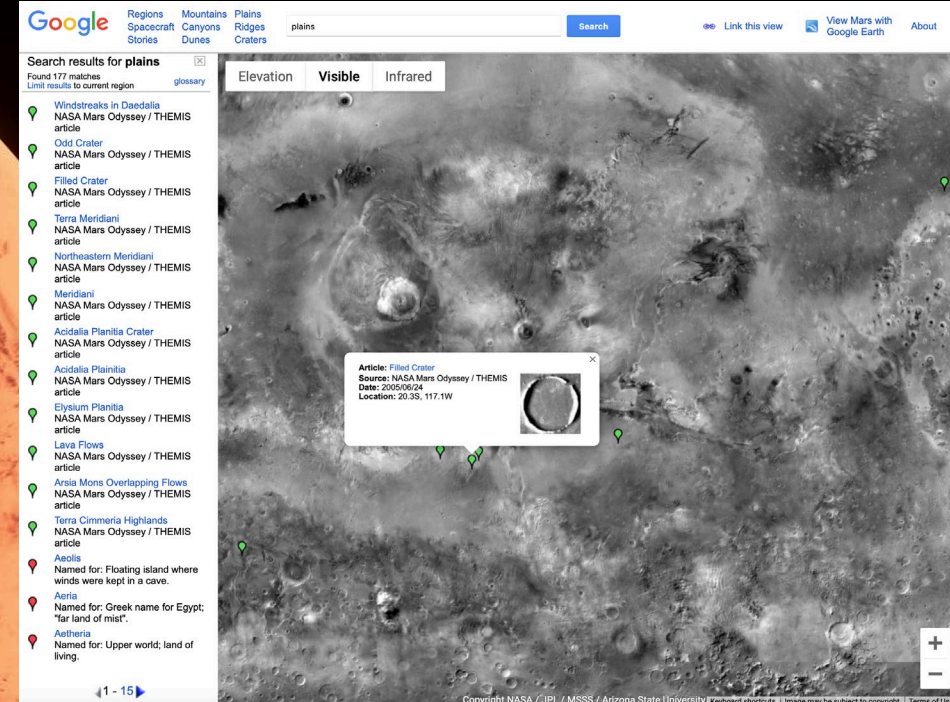 Google
Regions Mountains Plains
Spacecraft Canyons Ridges
Stories Dunes Craters
plains
Search
Link this view
View Mars with
Google Earth
About
Search results for plains
Found 177 matches
Limit results to current region
glossary
Windstreaks in Daedalia
NASA Mars Odyssey / THEMIS
article
Odd Crater
NASA Mars Odyssey / THEMIS
article
Filled Crater
NASA Mars Odyssey / THEMIS
article
Terra Meridiani
NASA Mars Odyssey / THEMIS
article
Northeastern Meridiani
NASA Mars Odyssey / THEMIS
article
Meridiani
NASA Mars Odyssey / THEMIS
article
Acidalia Planitia Crater
NASA Mars Odyssey / THEMIS
article
Acidalia Plainitia
NASA Mars Odyssey / THEMIS
article
Elysium Planitia
NASA Mars Odyssey / THEMIS
article
Lava Flows
NASA Mars Odyssey / THEMIS
article
Arsia Mons Overlapping Flows
NASA Mars Odyssey / THEMIS
article
Terra Cimmeria Highlands
NASA Mars Odyssey / THEMIS
article
Aeolis
Named for: Floating island where
winds were kept in a cave.
Aeria
Named for: Greek name for Egypt;
"far land of mist".
Aetheria
Named for: Upper world; land of
living.
1 - 15
Elevation Visible Infrared
Article: Filled Crater
Source: NASA Mars Odyssey / THEMIS
Date: 2005/06/24
Location: 20.3S, 117.1W
+
−
Copyright NASA / JPL / MSSS / Arizona State University Keyboard shortcuts Image may be subject to copyright Terms of Us